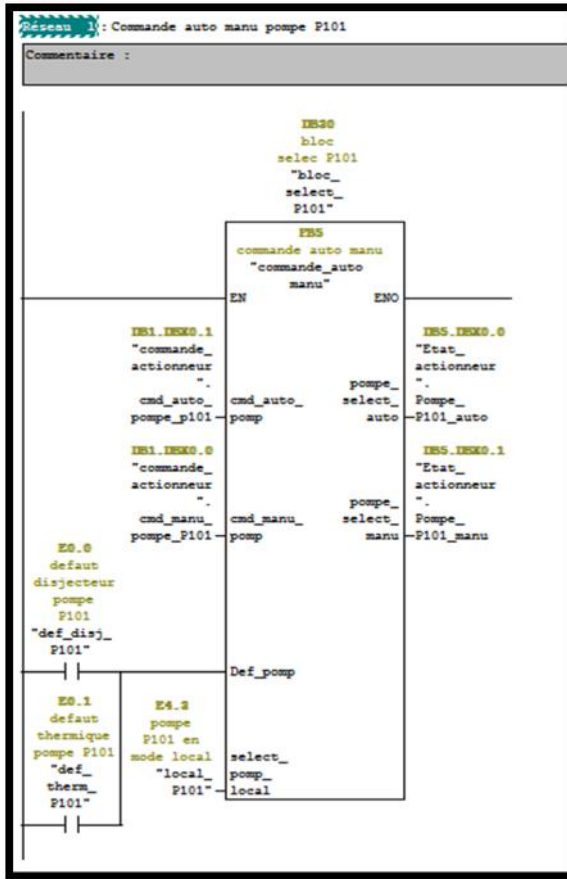 Réseau 1 : Commande auto manu pompe P101
Commentaire :
DB30
bloc
selec P101
"bloc_
select_
P101"
FB5
commande auto manu
"commande_auto
manu"
EN ENO
DB1.DBX0.1
"commande_
actionneur
".
cmd_auto_
pompe_p101
cmd_auto_
pomp
pompe_
select_
auto
DB5.DBX0.0
"Etat_
actionneur
".
Pompe_
P101_auto
DB1.DBX0.0
"commande_
actionneur
".
cmd_manu_
pompe_P101
cmd_manu_
pomp
pompe_
select_
manu
DB5.DBX0.1
"Etat_
actionneur
".
Pompe_
P101_manu
E0.0
defaut
disjecteur
pompe
P101
"def_disj_
P101"
Def_pomp
E0.1
defaut
thermique
pompe P101
"def_
therm_
P101"
pompe
P101 en
mode local
"local_
P101"
select_
pomp_
local